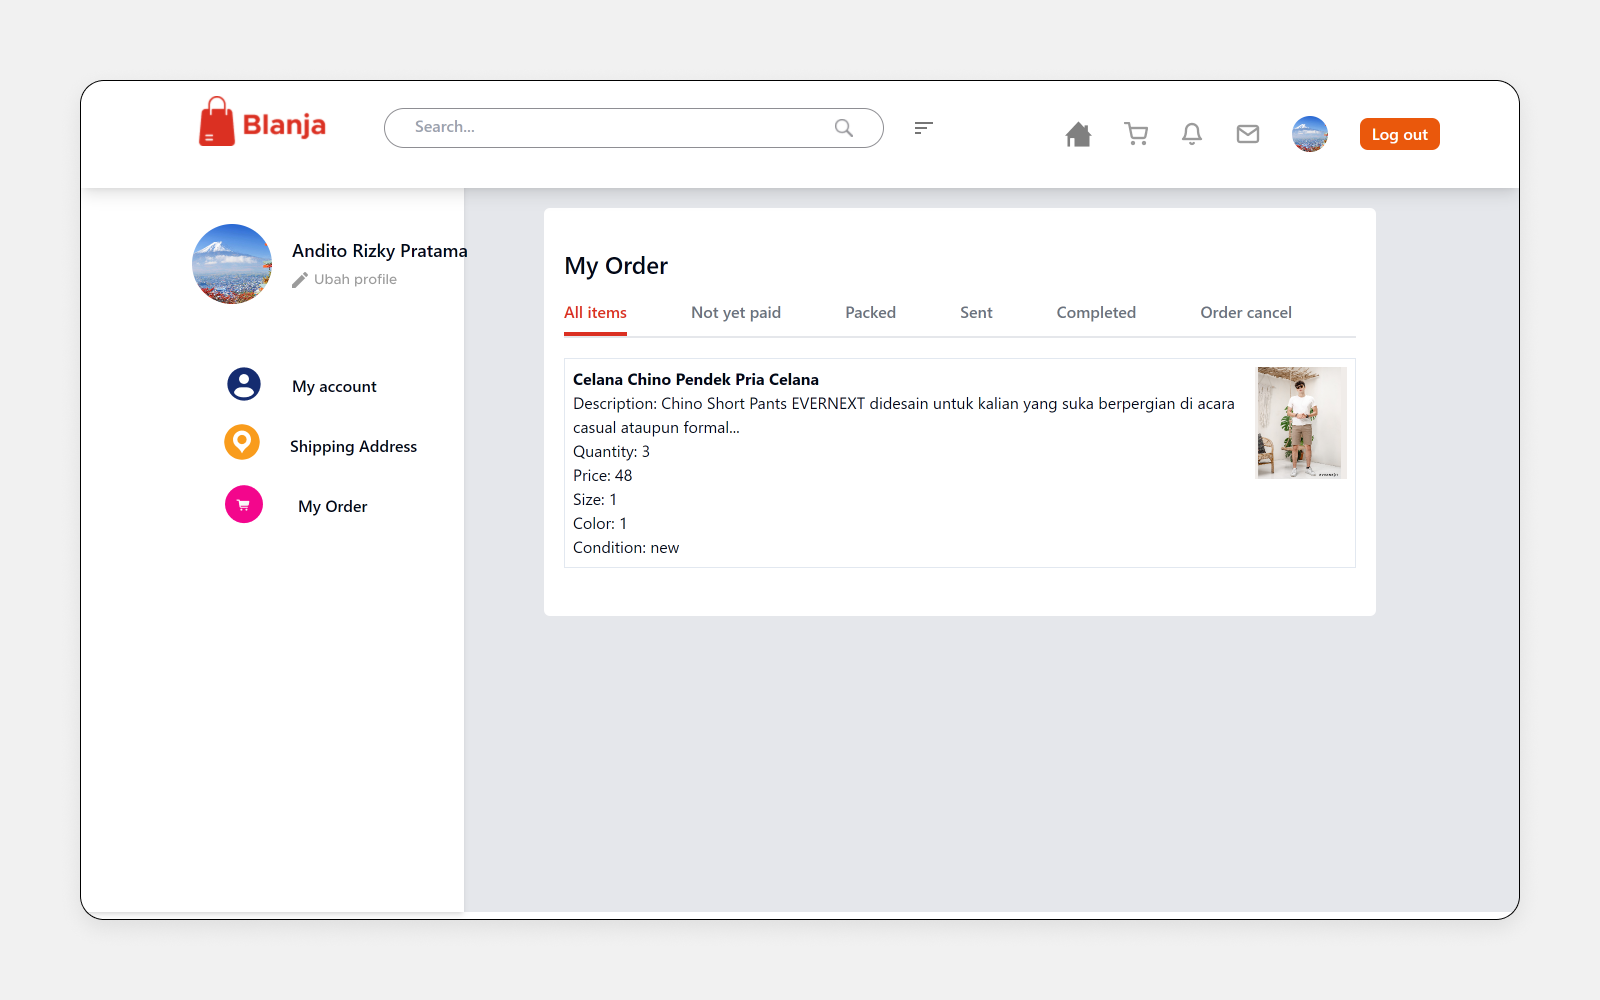 Blanja
Search...
Log out
Andito Rizky Pratama
Ubah profile
My account
Shipping Address
My Order
My Order
All items
Not yet paid
Packed
Sent
Completed
Order cancel
Celana Chino Pendek Pria Celana
Description: Chino Short Pants EVERNEXT didesain untuk kalian yang suka berpergian di acara
casual ataupun formal...
Quantity: 3
Price: 48
Size: 1
Color: 1
Condition: new